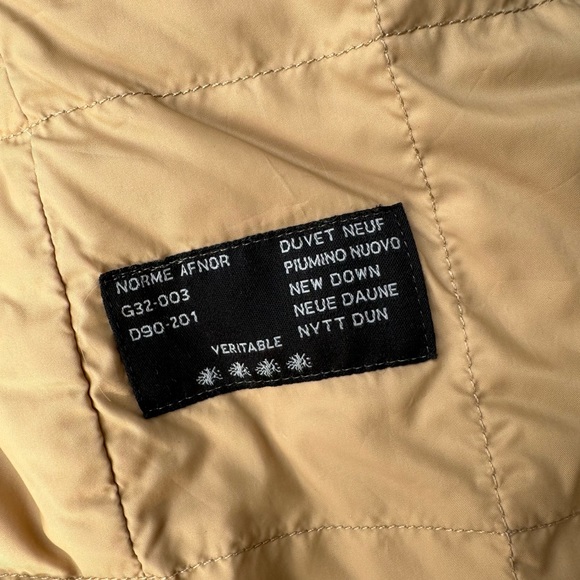 NORME AFNOR
G32-003
D90-201
DUVET NEUF
PIUMINO NUOVO
NEW DOWN
NEUE DAUNE
NYTT DUN
VERITABLE